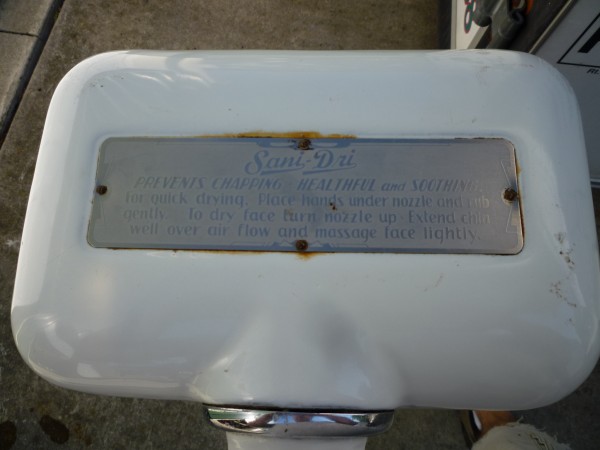 Sani-Dri
PREVENTS CHAPPING, HEALTHFUL and SOOTHING
For quick drying. Place hands under nozzle and rub
gently. To dry face turn nozzle up. Extend chin
well over air flow and massage face lightly.